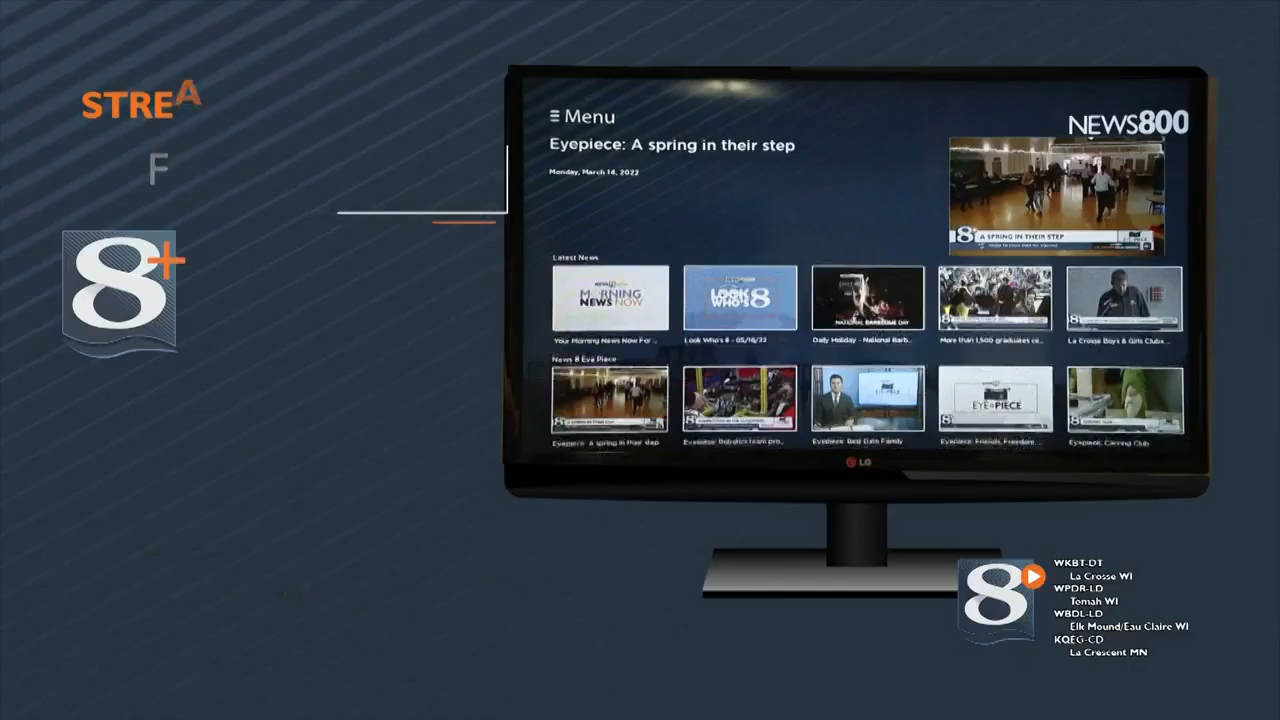 STREA
F
8+
Menu
NEWS800
Eyepiece: A spring in their step
Monday, March 14, 2022
8 A SPRING IN THEIR STEP
Latest News
MORNING
NEWS NOW
LOOK
WHO'S 8
NATIONAL BARBECUE DAY
Your Morning News Now For ...
Look Who's 8 - 05/16/22
Daily Holiday - National Barb...
More than 1,500 graduates ce...
La Crosse Boys & Girls Clubs ...
News 8 Eye Piece
EYE PIECE
Eyepiece: A spring in their step
Eyepiece: Robotics team pro...
Eyepiece: Best Dam Family
Eyepiece: Friends, Freedom...
Eyepiece: Carving Club
LG
8
WKBT-DT
La Crosse WI
WPDR-LD
Tomah WI
WBDL-LD
Elk Mound/Eau Claire WI
KQEG-CD
La Crescent MN